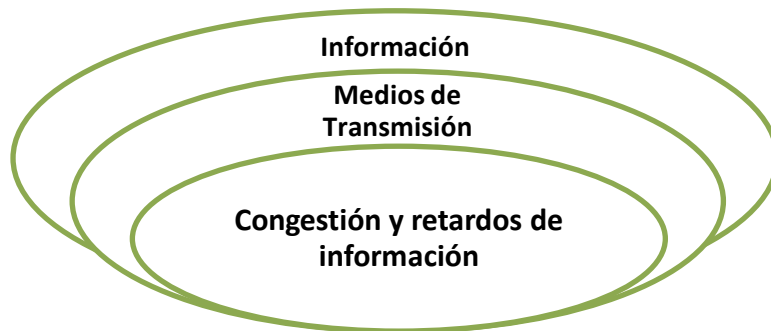 Información
Medios de
Transmisión
Congestión y retardos de
información